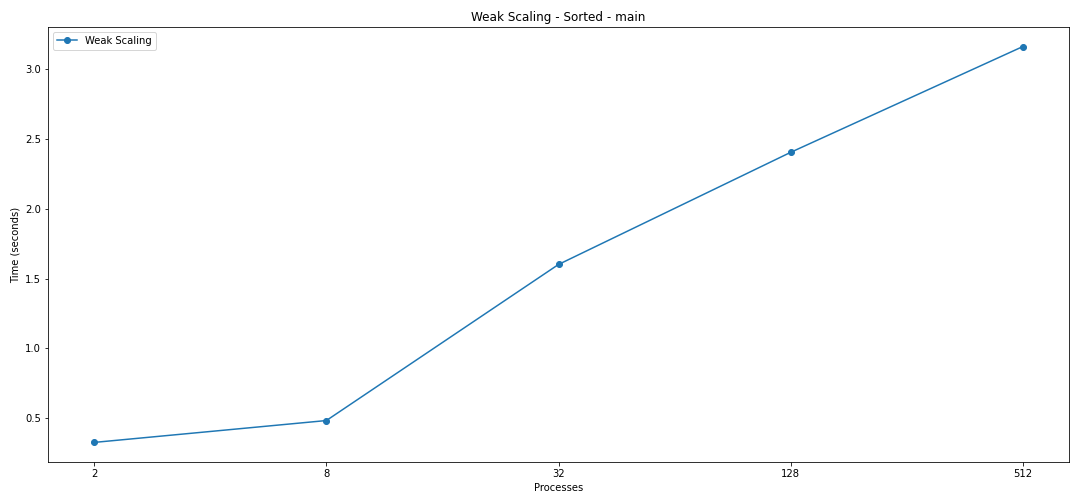 Weak Scaling - Sorted - main
Weak Scaling
3.0
2.5
2.0
1.5
1.0
0.5
Time (seconds)
2 8 32 128 512
Processes